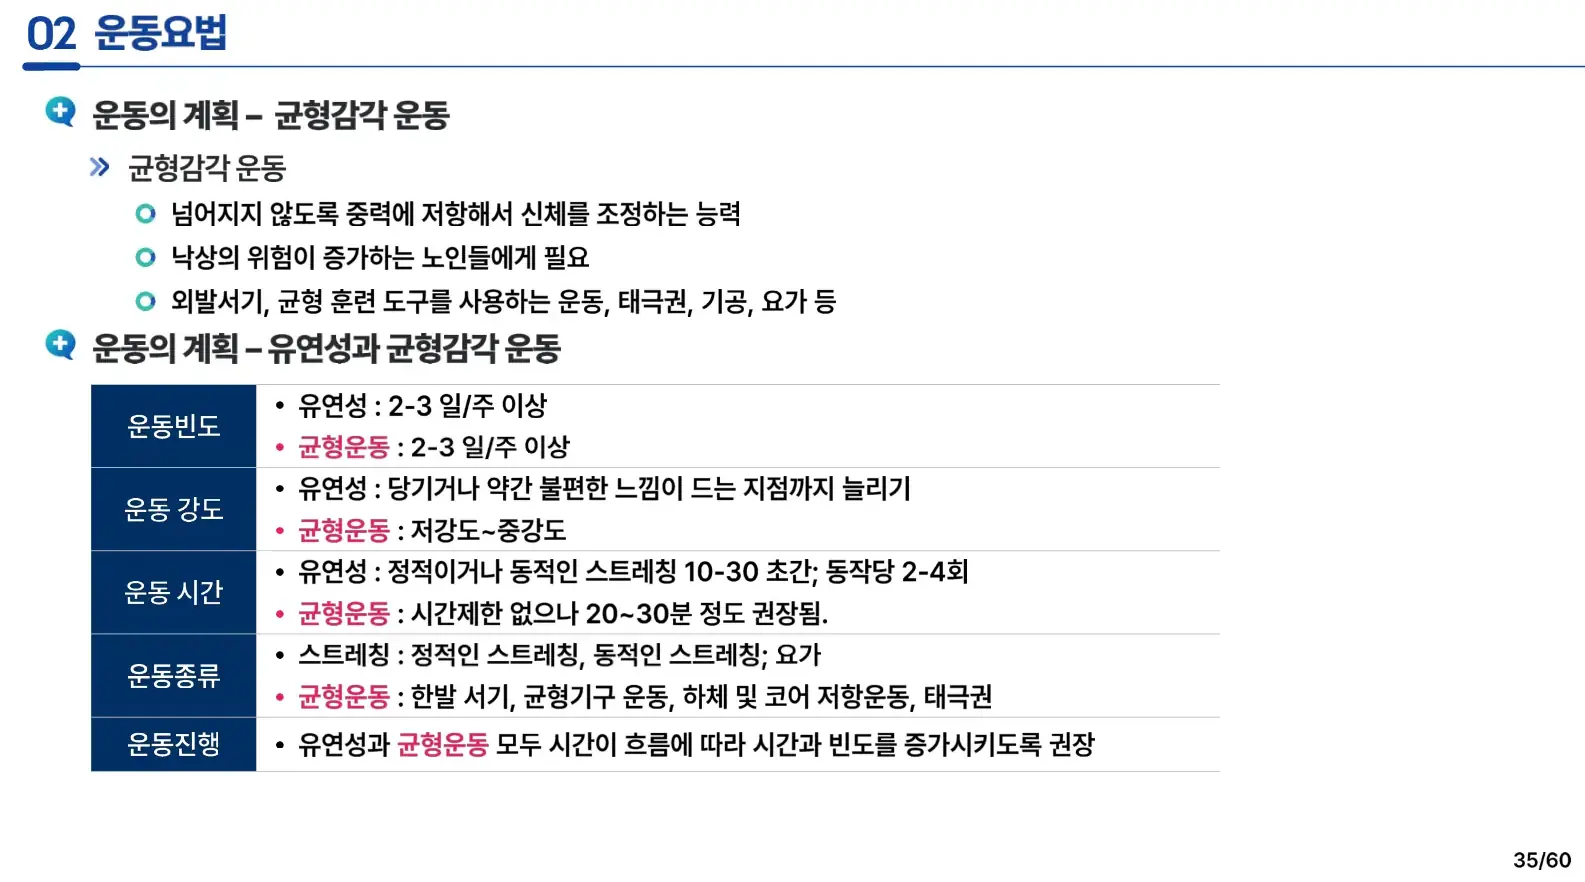 02 운동요법
운동의 계획 – 균형감각 운동
균형감각 운동
넘어지지 않도록 중력에 저항해서 신체를 조정하는 능력
낙상의 위험이 증가하는 노인들에게 필요
외발서기, 균형 훈련 도구를 사용하는 운동, 태극권, 기공, 요가 등
운동의 계획 – 유연성과 균형감각 운동
운동빈도
• 유연성 : 2-3 일/주 이상
• 균형운동 : 2-3 일/주 이상
운동 강도
• 유연성 : 당기거나 약간 불편한 느낌이 드는 지점까지 늘리기
• 균형운동 : 저강도~중강도
운동 시간
• 유연성 : 정적이거나 동적인 스트레칭 10-30 초간; 동작당 2-4회
• 균형운동 : 시간제한 없으나 20~30분 정도 권장됨.
운동종류
• 스트레칭 : 정적인 스트레칭, 동적인 스트레칭; 요가
• 균형운동 : 한발 서기, 균형기구 운동, 하체 및 코어 저항운동, 태극권
운동진행
• 유연성과 균형운동 모두 시간이 흐름에 따라 시간과 빈도를 증가시키도록 권장
35/60